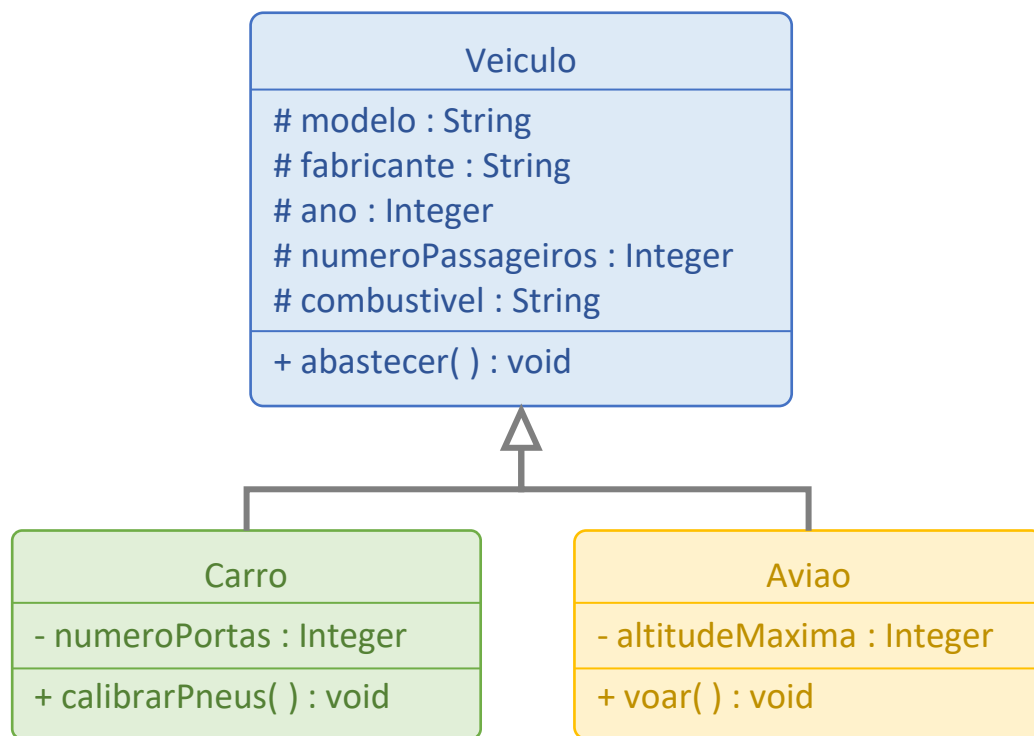 Veiculo
# modelo : String
# fabricante : String
# ano : Integer
# numeroPassageiros : Integer
# combustivel : String
+ abastecer( ) : void
Carro
- numeroPortas : Integer
+ calibrarPneus( ) : void
Aviao
- altitudeMaxima : Integer
+ voar( ) : void